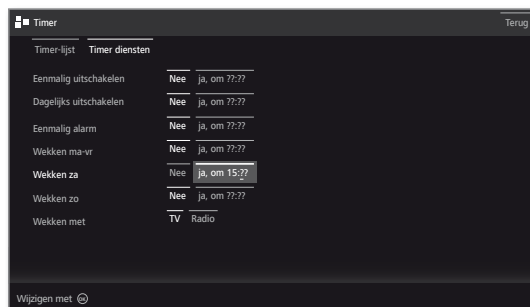 Timer Terug
Timer-lijst Timer diensten
Eenmalig uitschakelen Nee ja, om ??:??
Dagelijks uitschakelen Nee ja, om ??:??
Eenmalig alarm Nee ja, om ??:??
Wekken ma-vr Nee ja, om ??:??
Wekken za Nee ja, om 15:??
Wekken zo Nee ja, om ??:??
Wekken met TV Radio
Wijzigen met OK